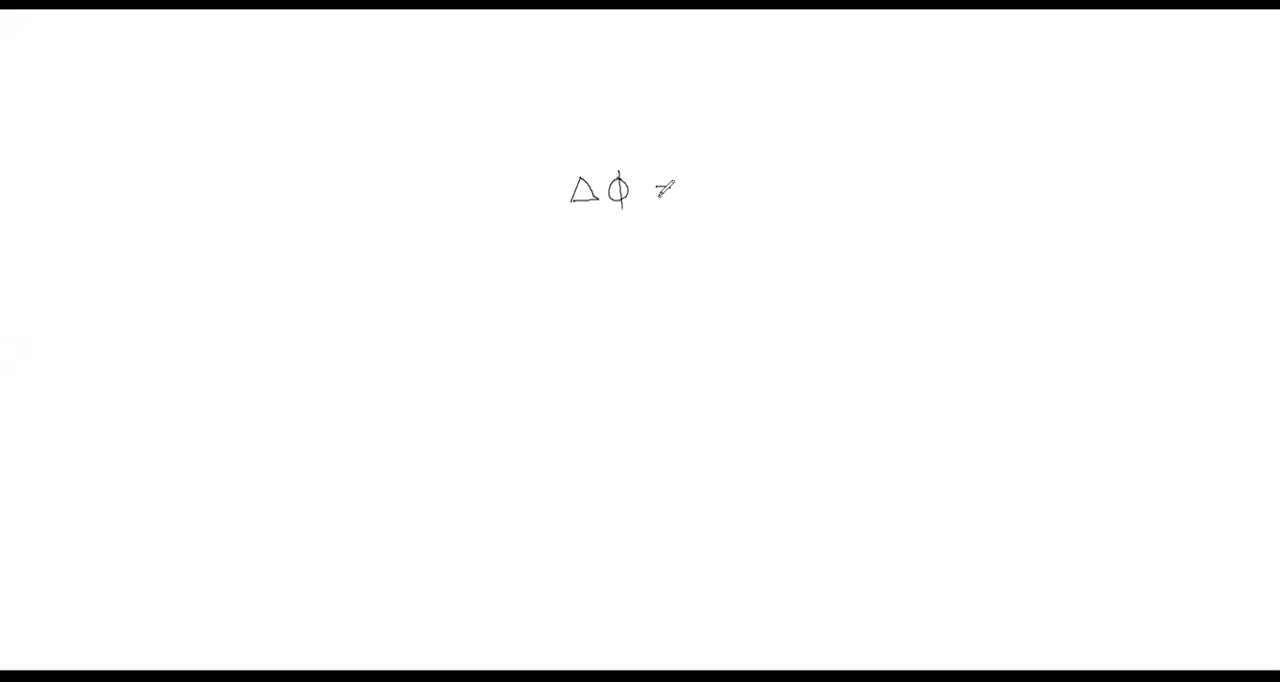 Δϕ =